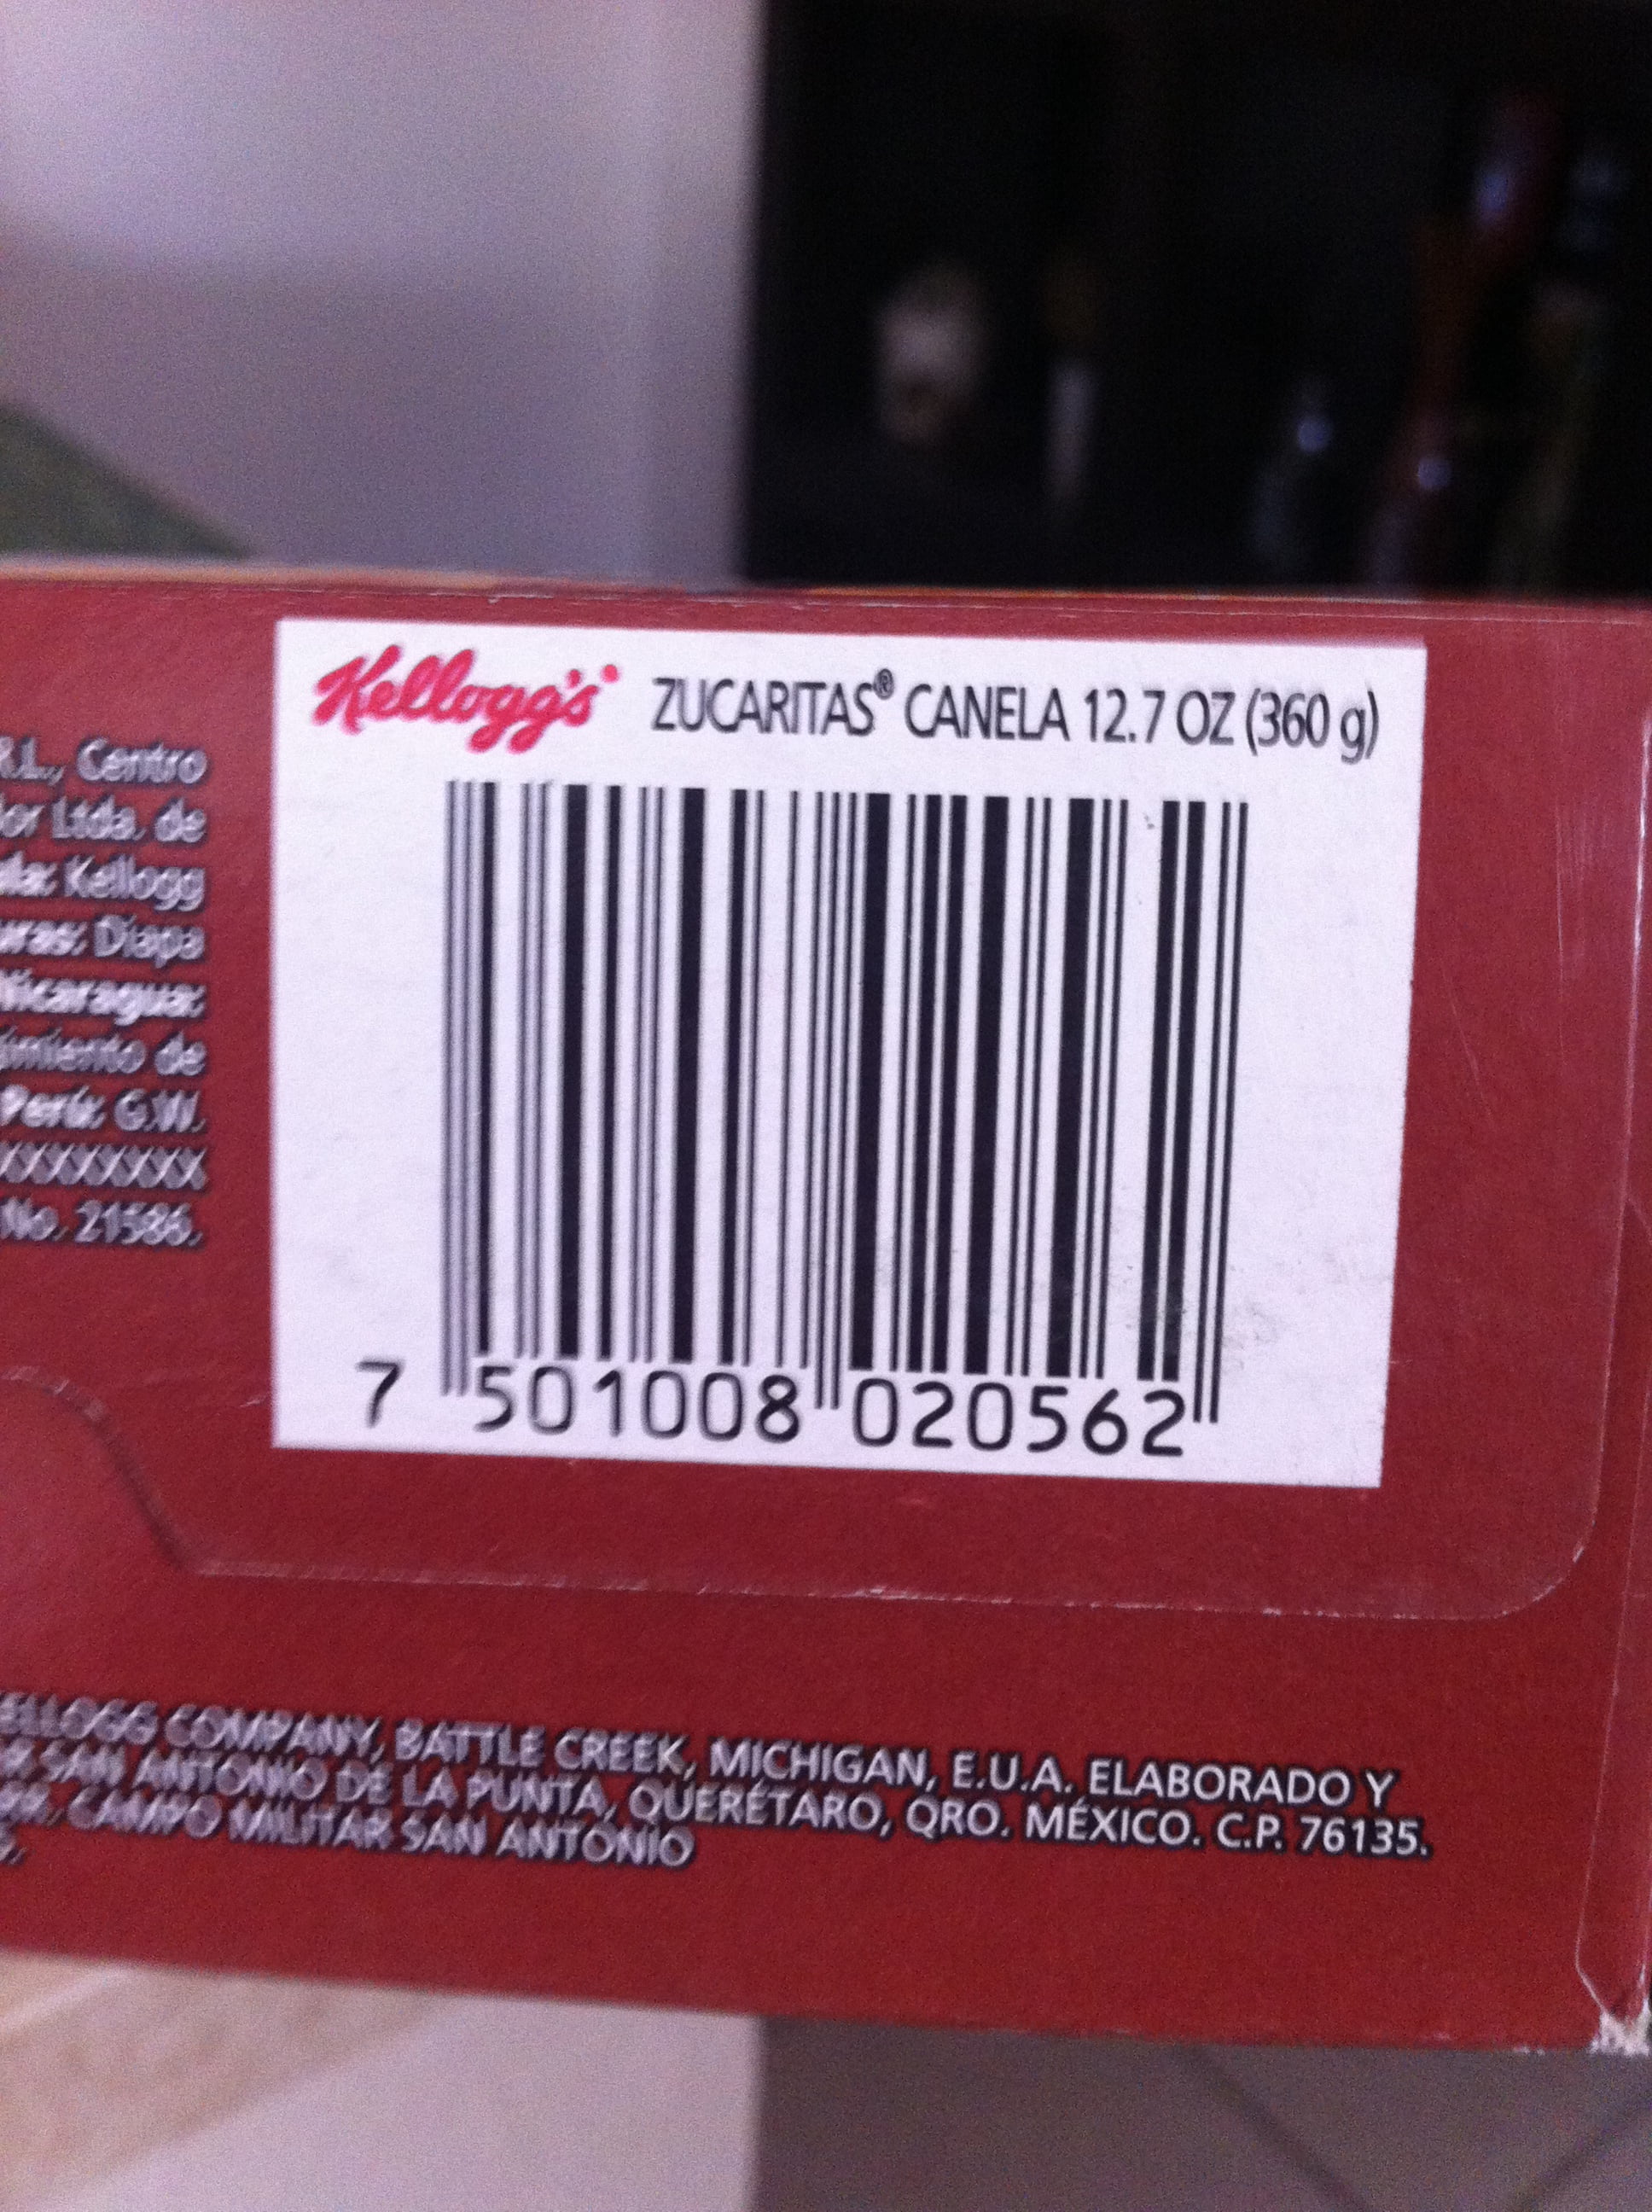 Kellogg's ZUCARITAS® CANELA 12.7 OZ (360 g)
R.L., Centro
Ltda. de
Kellogg
Diapa
Nicaragua:
de
Perú: G.W.
XXXXXXXX
No. 21586.
7 501008 020562
KELLOGG COMPANY, BATTLE CREEK, MICHIGAN, E.U.A. ELABORADO Y
SAN ANTONIO DE LA PUNTA, QUERÉTARO, QRO. MÉXICO. C.P. 76135.
CAMPO MILITAR SAN ANTONIO